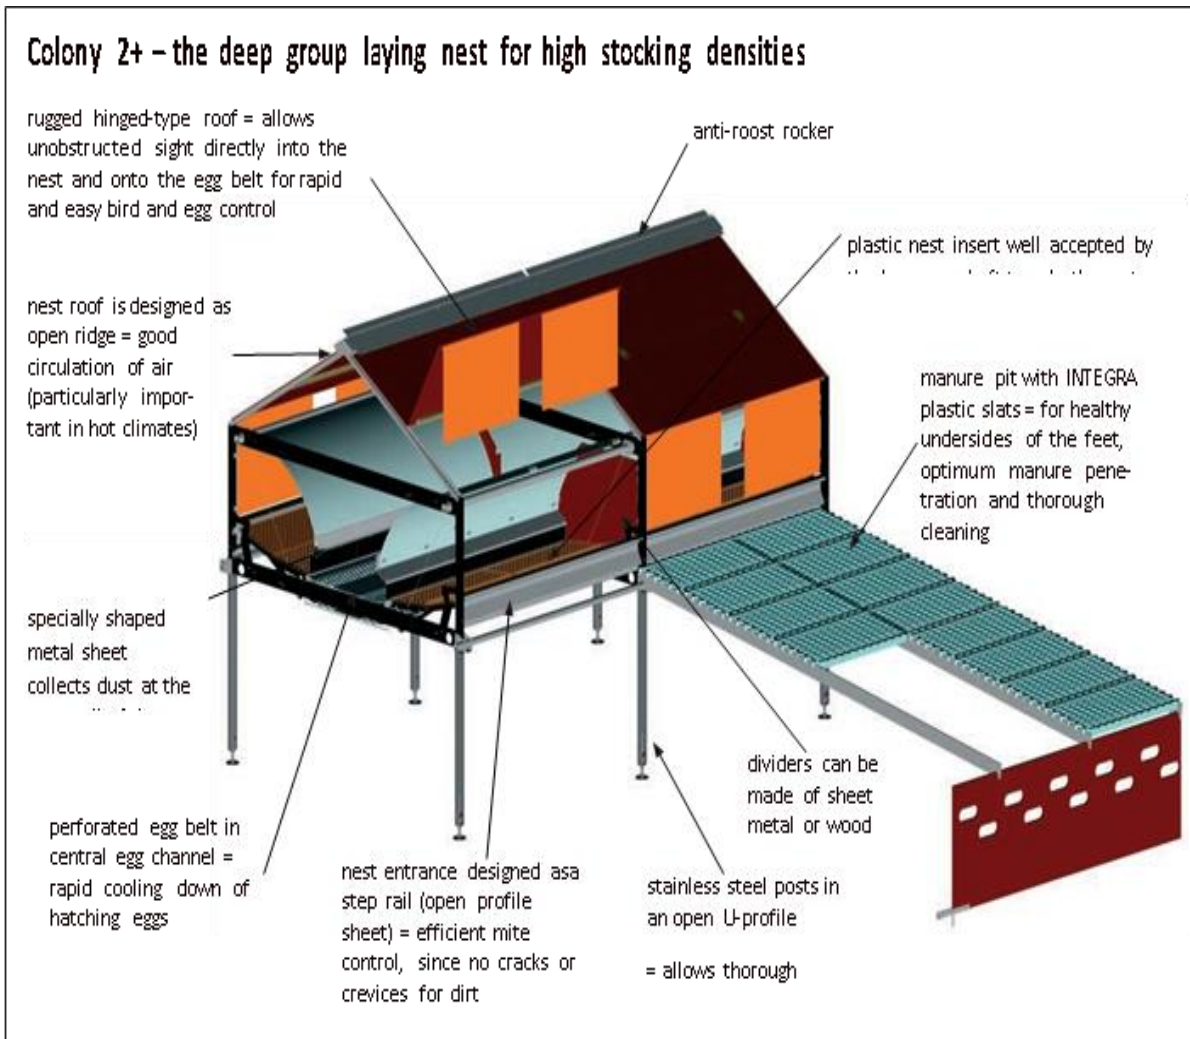 Colony 2+ – the deep group laying nest for high stocking densities
rugged hinged-type roof = allows
unobstructed sight directly into the
nest and onto the egg belt for rapid
and easy bird and egg control
anti-roost rocker
plastic nest insert well accepted by
nest roof is designed as
open ridge = good
circulation of air
(particularly impor-
tant in hot climates)
manure pit with INTEGRA
plastic slats = for healthy
undersides of the feet,
optimum manure pene-
tration and thorough
cleaning
specially shaped
metal sheet
collects dust at the
dividers can be
made of sheet
metal or wood
perforated egg belt in
central egg channel =
rapid cooling down of
hatching eggs
nest entrance designed asa
step rail (open profile
sheet) = efficient mite
control, since no cracks or
crevices for dirt
stainless steel posts in
an open U-profile
= allows thorough